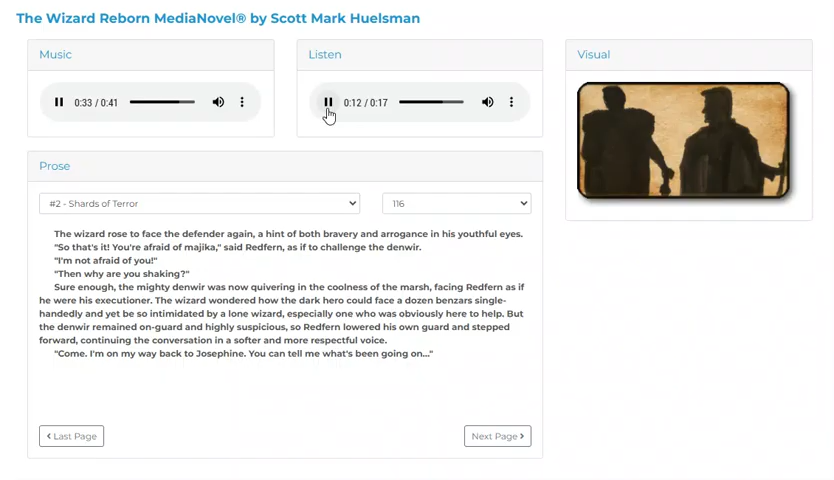 The Wizard Reborn MediaNovel® by Scott Mark Huelsman
Music
0:33 / 0:41
Listen
0:12 / 0:17
Visual
Prose
#2 - Shards of Terror
116
The wizard rose to face the defender again, a hint of both bravery and arrogance in his youthful eyes.
"So that's it! You're afraid of majika," said Redfern, as if to challenge the denwir.
"I'm not afraid of you!"
"Then why are you shaking?"
Sure enough, the mighty denwir was now quivering in the coolness of the marsh, facing Redfern as if
he were his executioner. The wizard wondered how the dark hero could face a dozen benzars single-
handedly and yet be so intimidated by a lone wizard, especially one who was obviously here to help. But
the denwir remained on-guard and highly suspicious, so Redfern lowered his own guard and stepped
forward, continuing the conversation in a softer and more respectful voice.
"Come. I'm on my way back to Josephine. You can tell me what's been going on..."
Last Page
Next Page